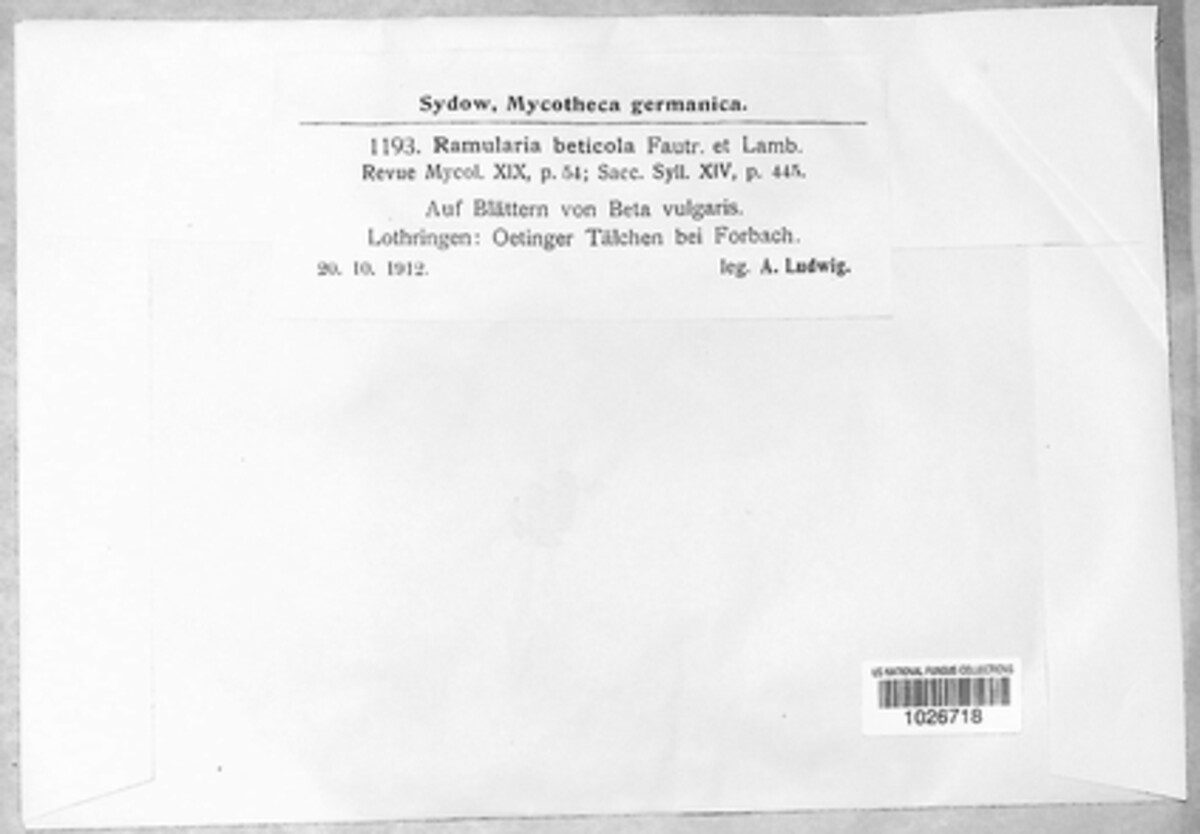 Sydow, Mycotheca germanica.
1193. Ramularia beticola Fautr. et Lamb.
Revue Mycol. XIX, p. 54; Sacc. Syll. XIV, p. 445.
Auf Blättern von Beta vulgaris.
Lothringen: Oetinger Tälchen bei Forbach.
20. 10. 1912. leg. A. Ludwig.
US NATIONAL FUNGUS COLLECTIONS
1026718